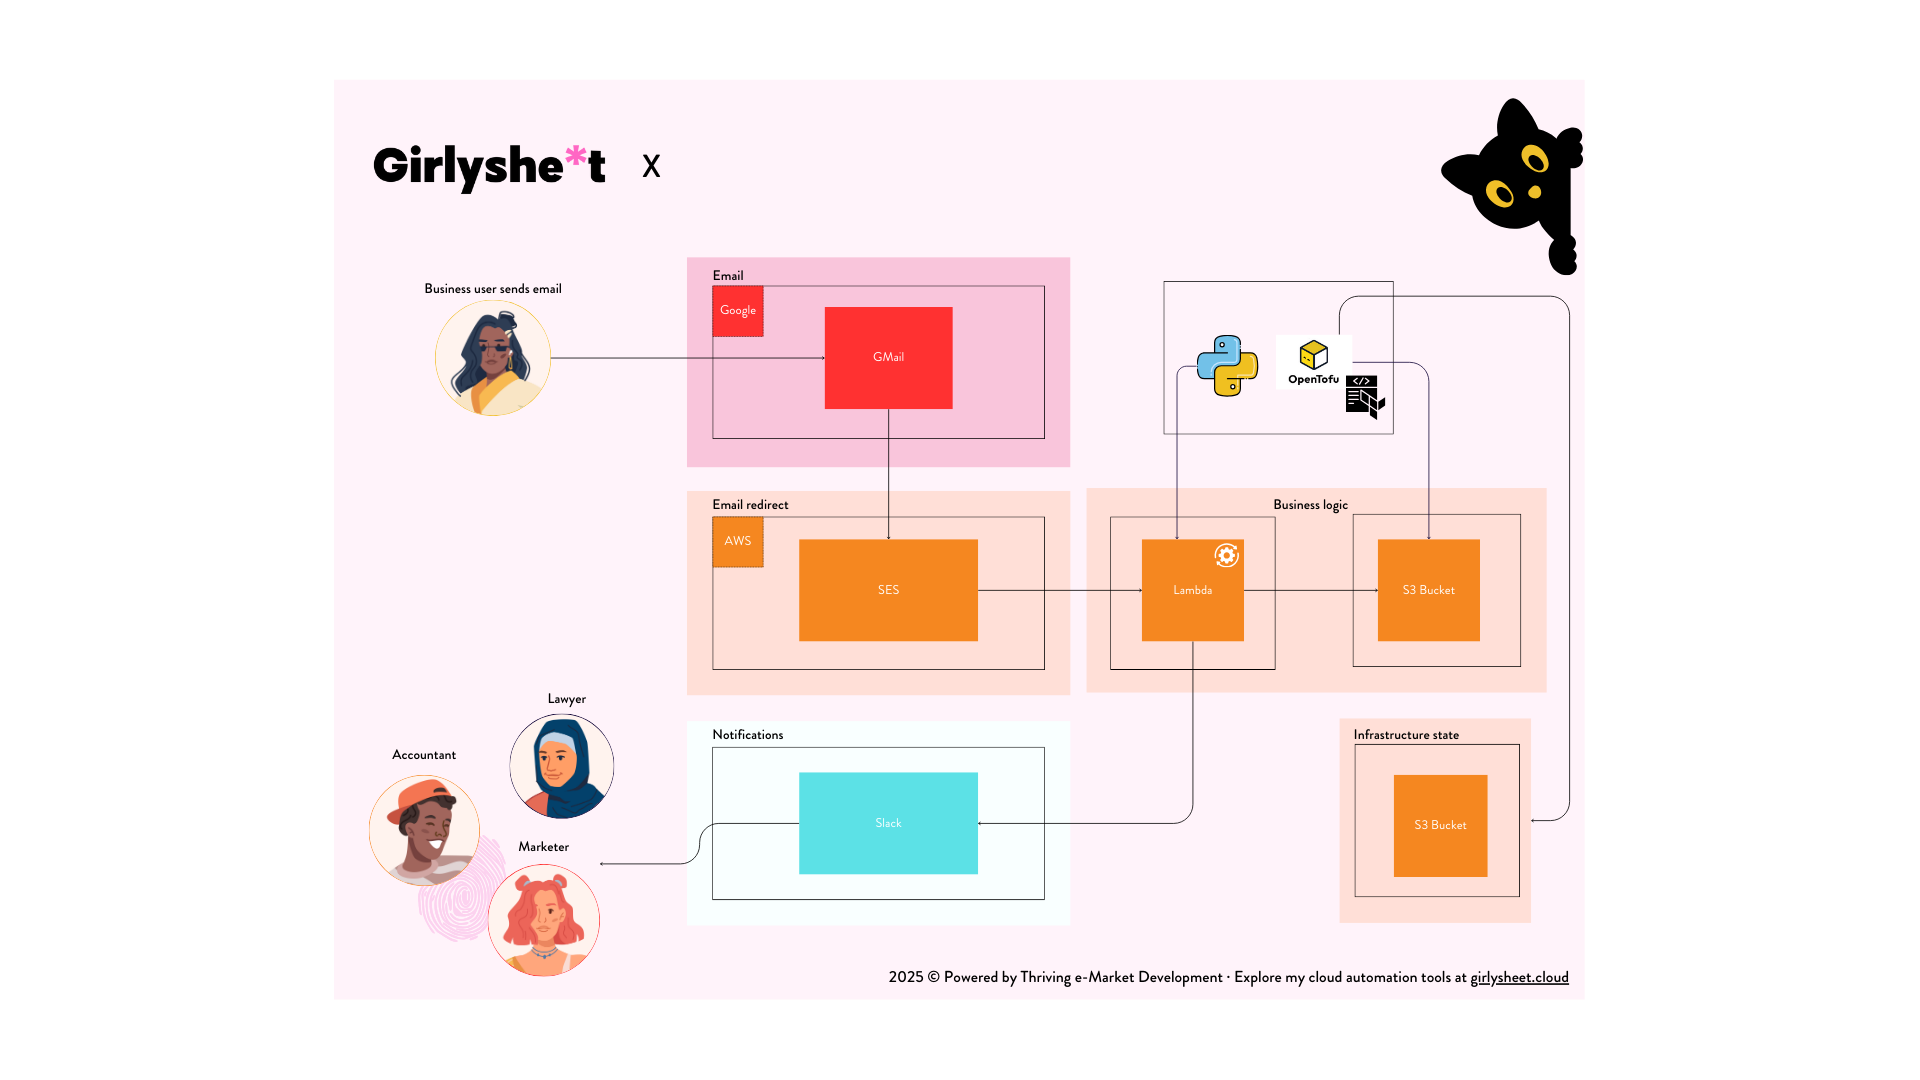 Girlyshe*t X
Business user sends email
Email
Google
GMail
OpenTofu
</>
Email redirect
AWS
SES
Business logic
Lambda
S3 Bucket
Lawyer
Accountant
Marketer
Notifications
Slack
Infrastructure state
S3 Bucket
2025 © Powered by Thriving e-Market Development · Explore my cloud automation tools at girlysheet.cloud